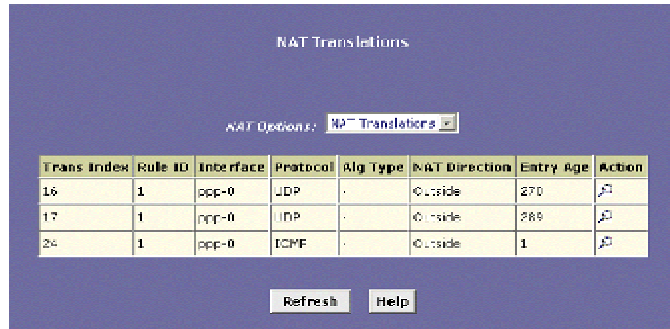 NAT Translations
NAT Options: NAT Translations
Trans Index Rule ID Interface Protocol Alg Type NAT Direction Entry Age Action
16 1 ppp-0 UDP - Outside 270
17 1 ppp-0 UDP - Outside 289
24 1 ppp-0 ICMP - Outside 1
Refresh Help